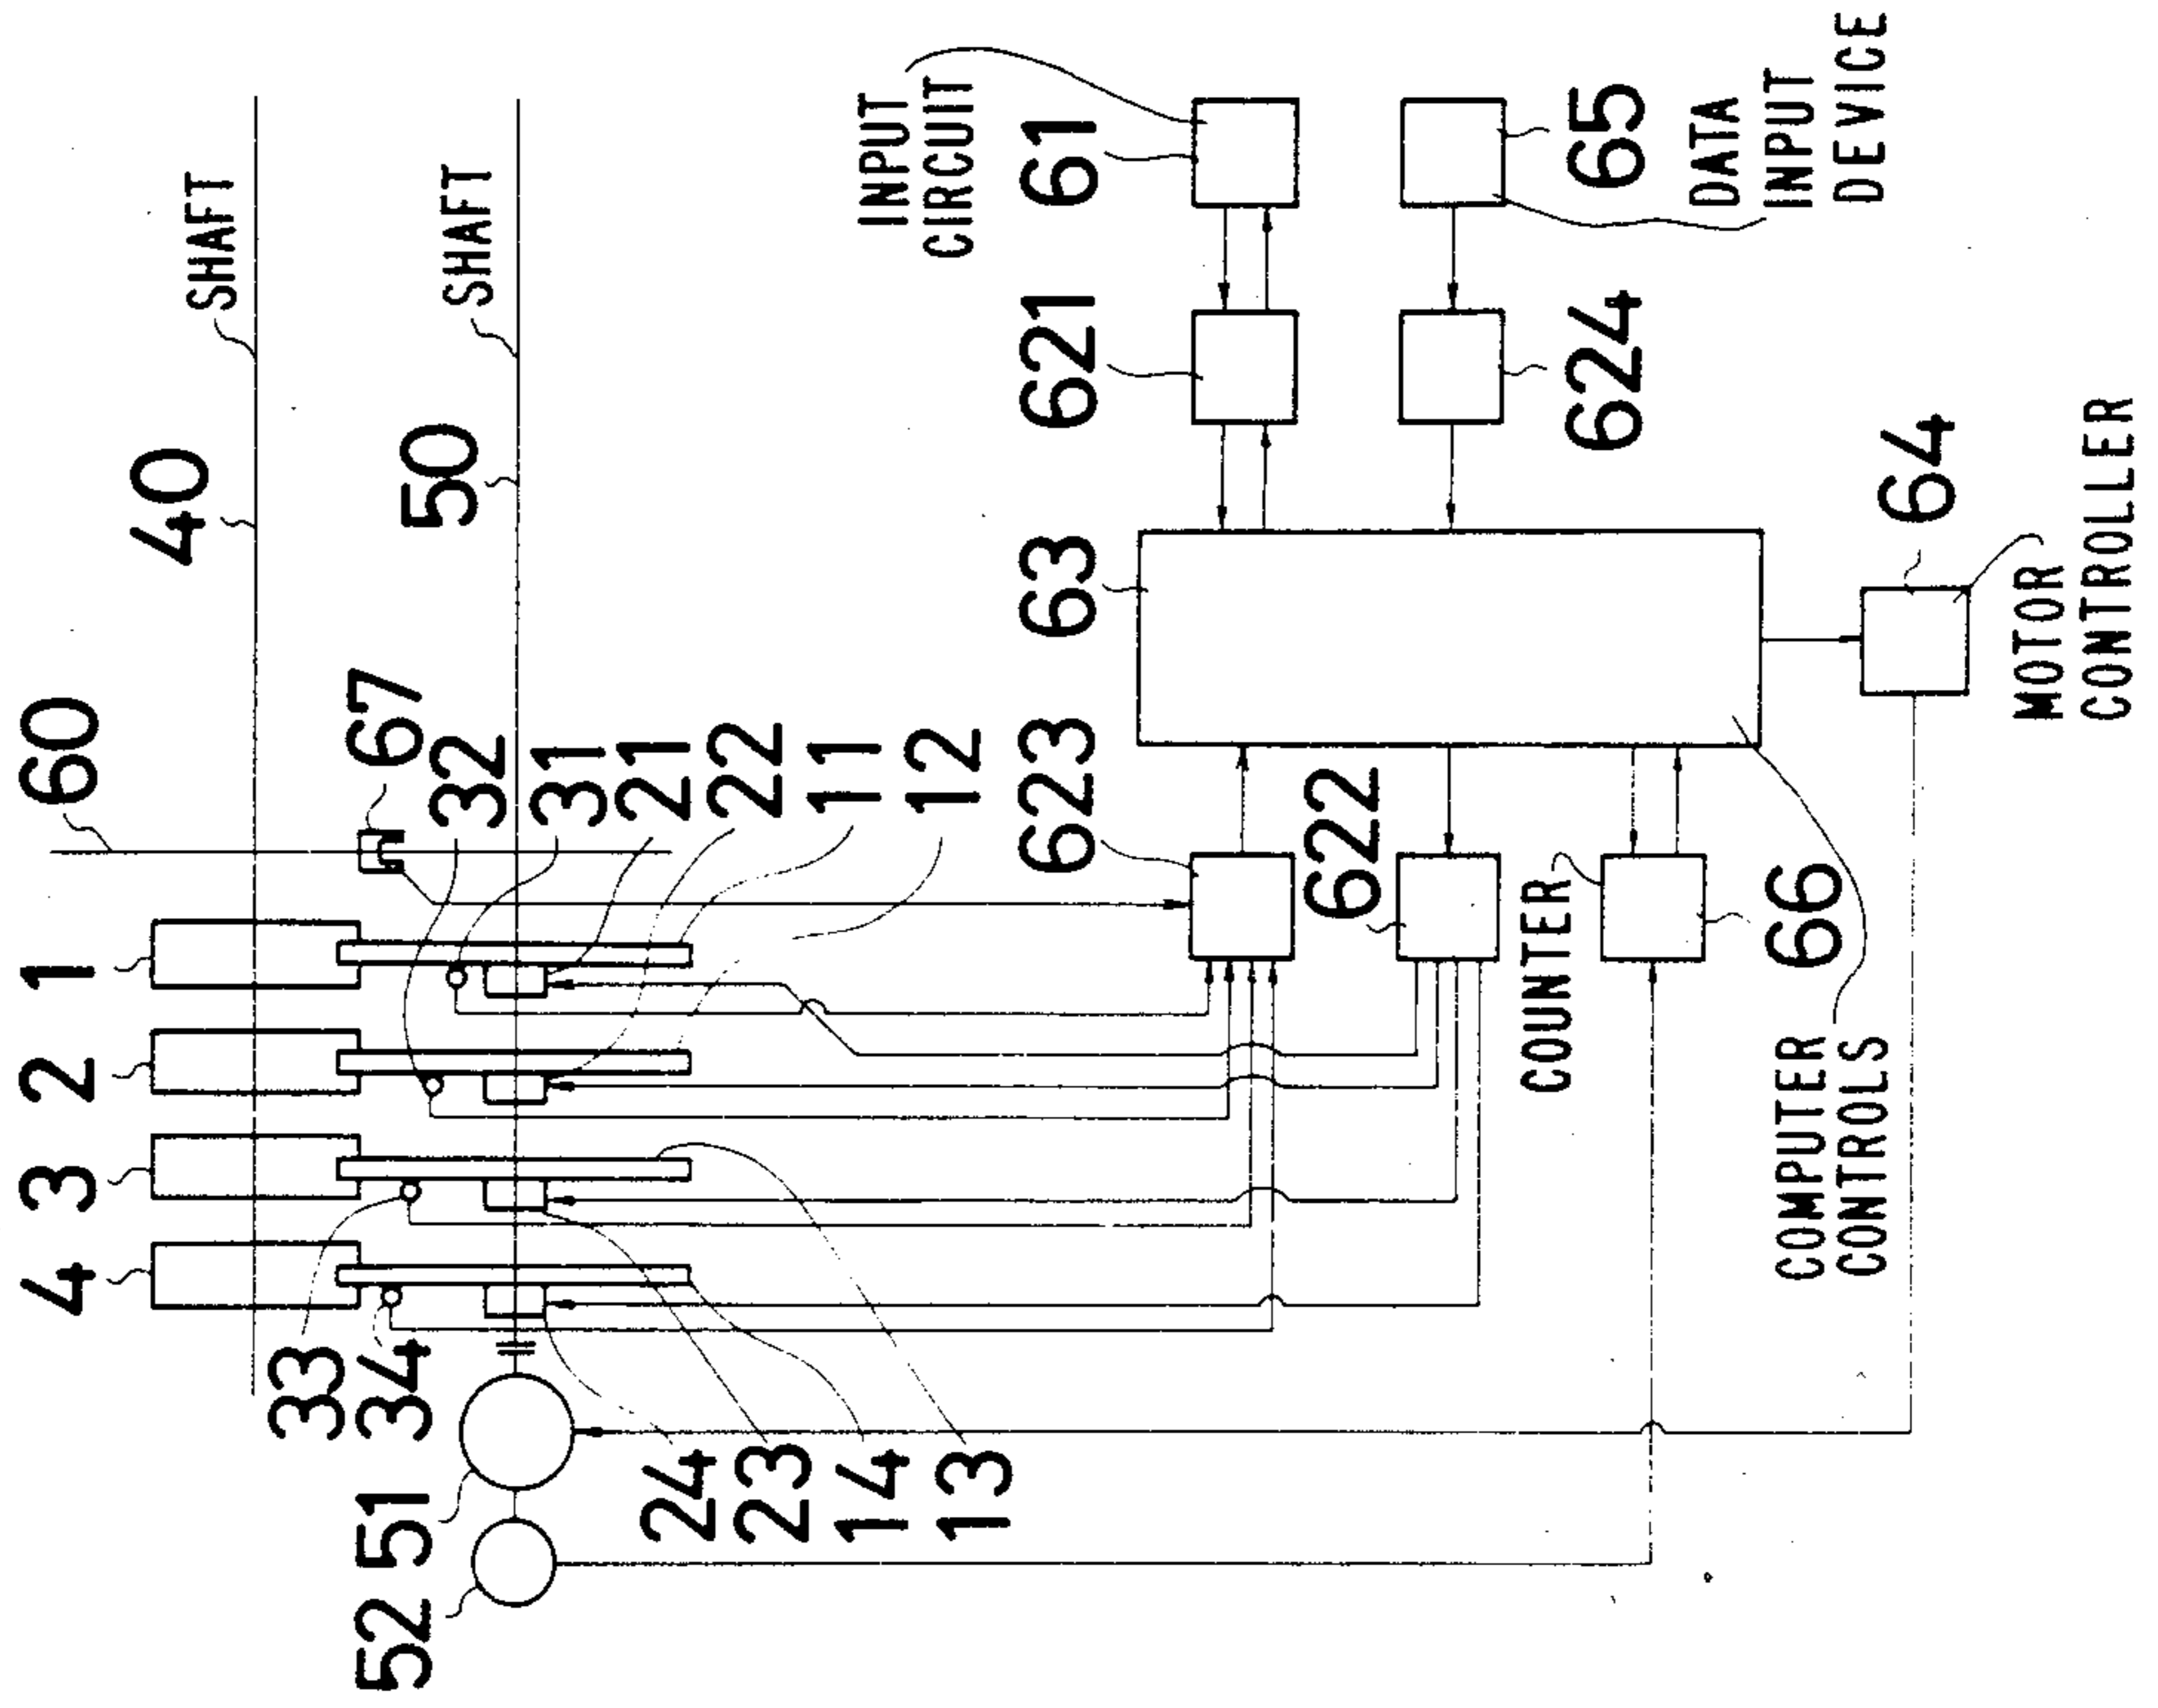 52
51
33
34
24
23
14
13
4
3
2
1
60
67
32
31
21
22
11
12
40
SHAFT
50
SHAFT
623
622
COUNTER
66
COMPUTER
CONTROLS
63
64
MOTOR
CONTROLLER
621
624
INPUT
CIRCUIT
61
65
DATA
INPUT
DEVICE